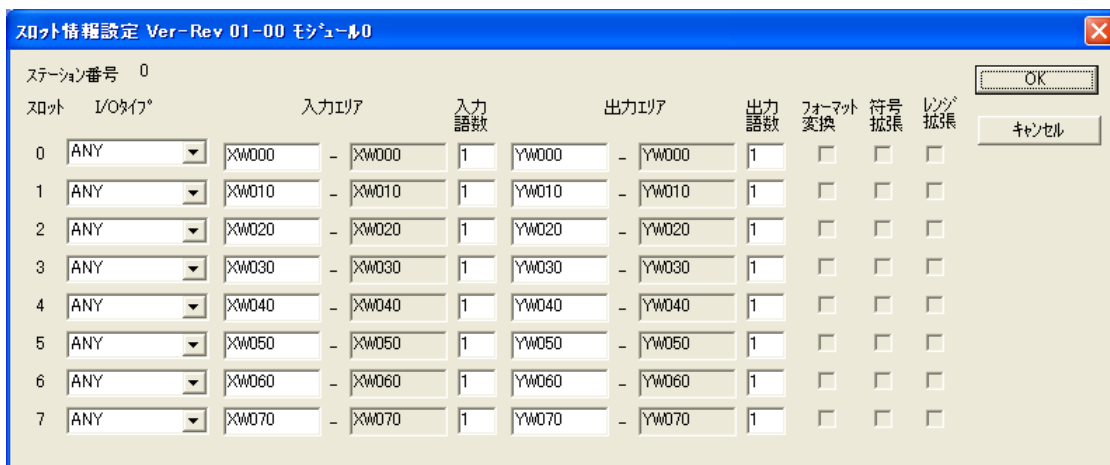 スロット情報設定 Ver-Rev 01-00 モジュール0
ステーション番号 0
OK
スロット I/Oタイプ 入力エリア 入力語数 出力エリア 出力語数 フォーマット変換 符号拡張 レンジ拡張
キャンセル
0 ANY XW000 - XW000 1 YW000 - YW000 1
1 ANY XW010 - XW010 1 YW010 - YW010 1
2 ANY XW020 - XW020 1 YW020 - YW020 1
3 ANY XW030 - XW030 1 YW030 - YW030 1
4 ANY XW040 - XW040 1 YW040 - YW040 1
5 ANY XW050 - XW050 1 YW050 - YW050 1
6 ANY XW060 - XW060 1 YW060 - YW060 1
7 ANY XW070 - XW070 1 YW070 - YW070 1